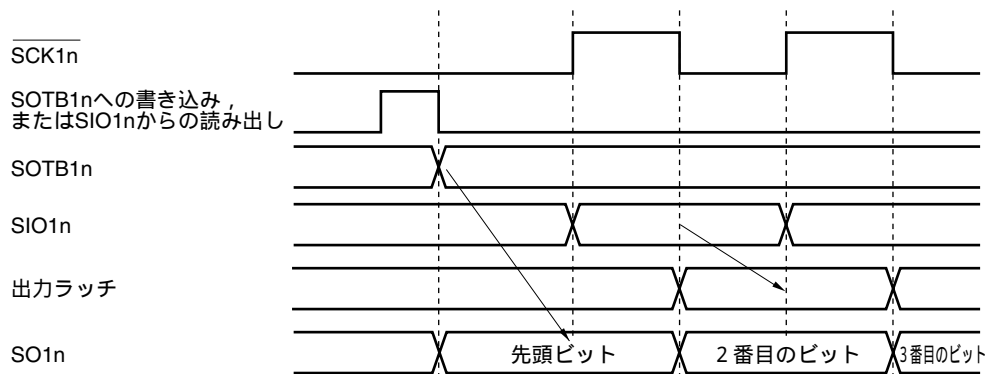 SCK1n
SOTB1nへの書き込み，
またはSIO1nからの読み出し
SOTB1n
SIO1n
出力ラッチ
SO1n
先頭ビット
2番目のビット
3番目のビット